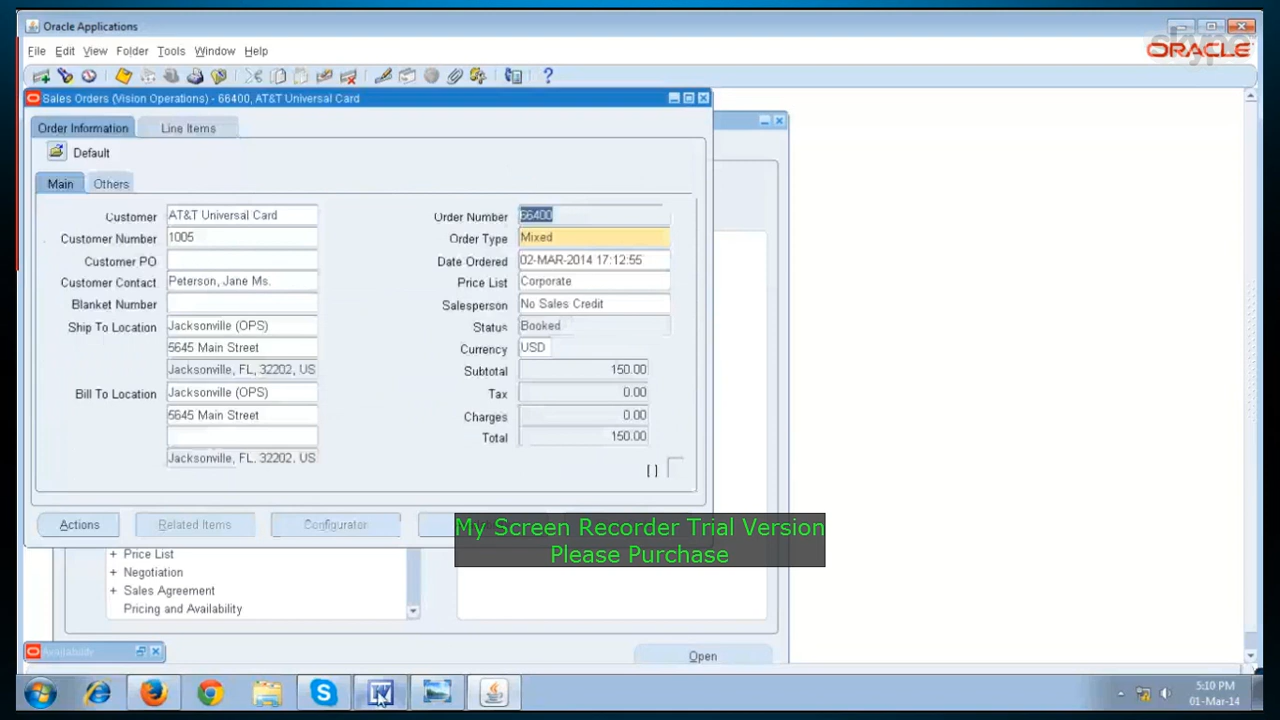 Oracle Applications
File Edit View Folder Tools Window Help
skype
ORACLE
Sales Orders (Vision Operations) - 66400, AT&T Universal Card
Order Information Line Items
Default
Main Others
Customer AT&T Universal Card Order Number 66400
Customer Number 1005 Order Type Mixed
Customer PO Date Ordered 02-MAR-2014 17:12:55
Customer Contact Peterson, Jane Ms. Price List Corporate
Blanket Number Salesperson No Sales Credit
Ship To Location Jacksonville (OPS) Status Booked
5645 Main Street Currency USD
Jacksonville, FL, 32202, US Subtotal 150.00
Bill To Location Jacksonville (OPS) Tax 0.00
5645 Main Street Charges 0.00
Total 150.00
Jacksonville, FL, 32202, US
[ ]
Actions Related Items Configurator
My Screen Recorder Trial Version
Please Purchase
+ Price List
+ Negotiation
+ Sales Agreement
Pricing and Availability
Open
5:10 PM
01-Mar-14